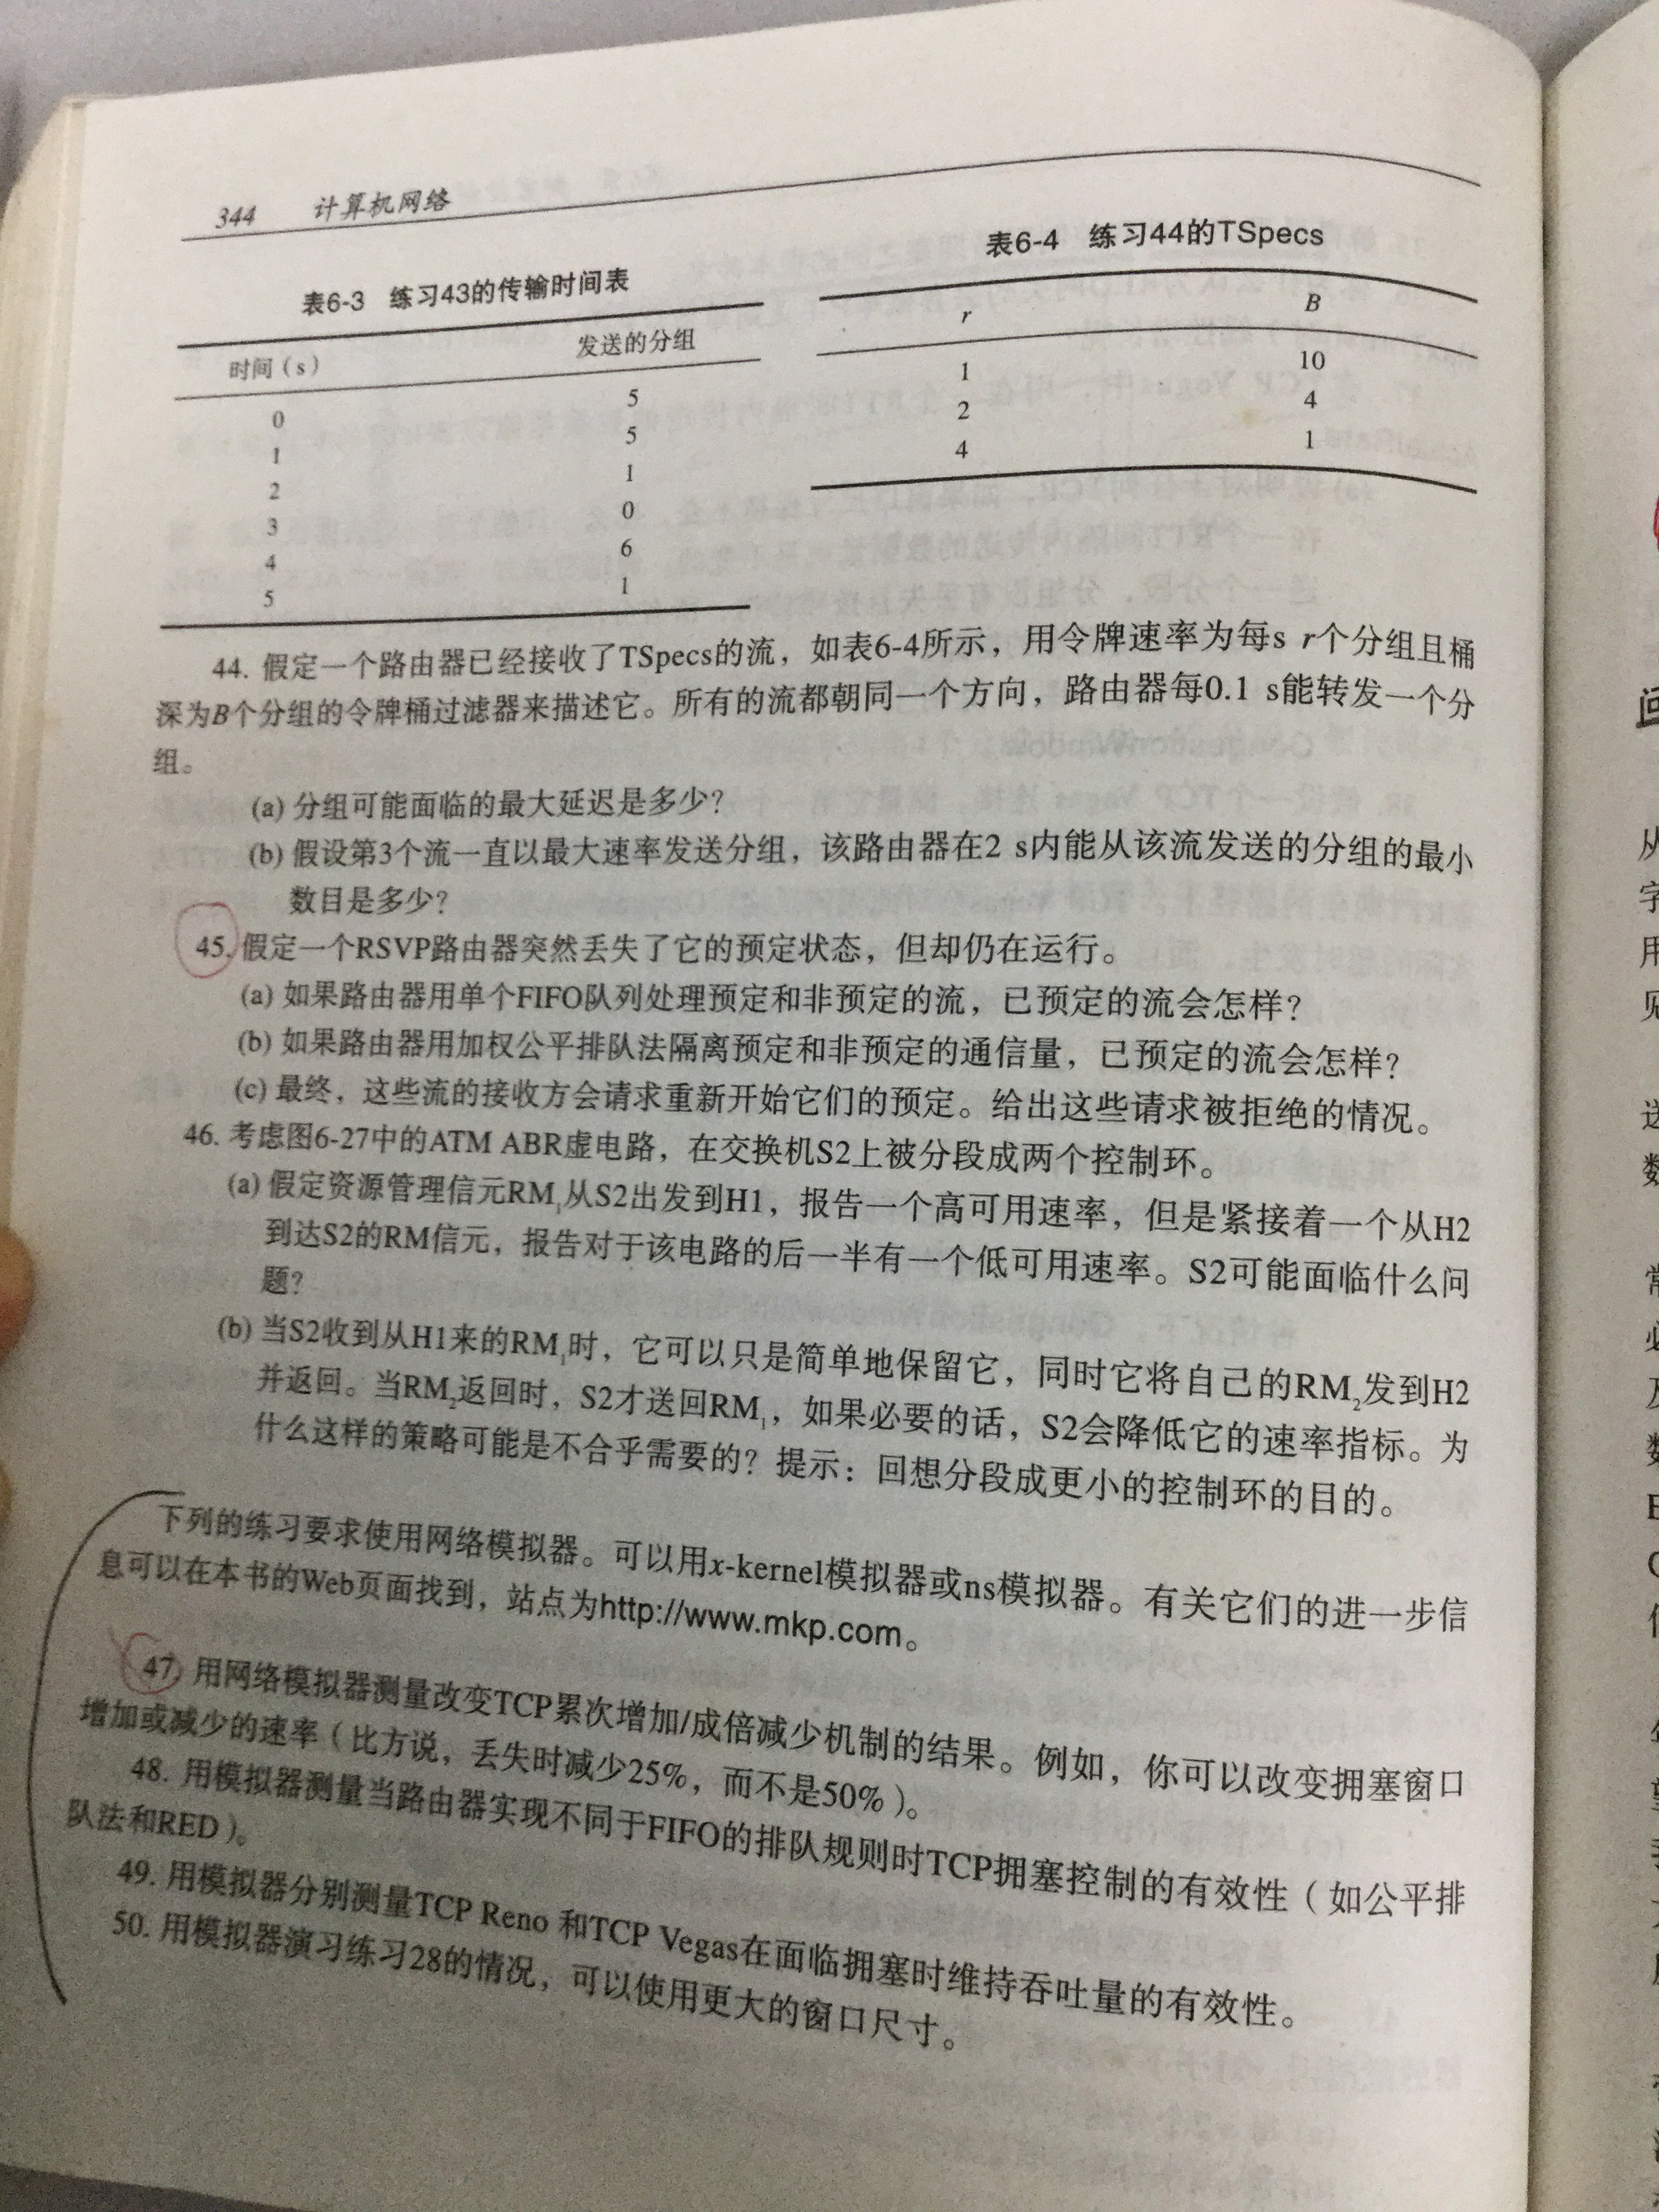 344 计算机网络
表6-3 练习43的传输时间表
时间（s） 发送的分组
0 5
1 5
2 1
3 0
4 6
5 1
表6-4 练习44的TSpecs
r B
1 10
2 4
4 1
44. 假定一个路由器已经接收了TSpecs的流，如表6-4所示，用令牌速率为每s r个分组且桶
深为B个分组的令牌桶过滤器来描述它。所有的流都朝同一个方向，路由器每0.1 s能转发一个分
组。
(a) 分组可能面临的最大延迟是多少？
(b) 假设第3个流一直以最大速率发送分组，该路由器在2 s内能从该流发送的分组的最小
数目是多少？
45. 假定一个RSVP路由器突然丢失了它的预定状态，但却仍在运行。
(a) 如果路由器用单个FIFO队列处理预定和非预定的流，已预定的流会怎样？
(b) 如果路由器用加权公平排队法隔离预定和非预定的通信量，已预定的流会怎样？
(c) 最终，这些流的接收方会请求重新开始它们的预定。给出这些请求被拒绝的情况。
46. 考虑图6-27中的ATM ABR虚电路，在交换机S2上被分段成两个控制环。
(a) 假定资源管理信元RM₁从S2出发到H1，报告一个高可用速率，但是紧接着一个从H2
到达S2的RM信元，报告对于该电路的后一半有一个低可用速率。S2可能面临什么问
题？
(b) 当S2收到从H1来的RM₁时，它可以只是简单地保留它，同时它将自己的RM₂发到H2
并返回。当RM₂返回时，S2才送回RM₁，如果必要的话，S2会降低它的速率指标。为
什么这样的策略可能是不合乎需要的？提示：回想分段成更小的控制环的目的。
下列的练习要求使用网络模拟器。可以用x-kernel模拟器或ns模拟器。有关它们的进一步信
息可以在本书的Web页面找到，站点为http://www.mkp.com。
47. 用网络模拟器测量改变TCP累次增加/成倍减少机制的结果。例如，你可以改变拥塞窗口
增加或减少的速率（比方说，丢失时减少25%，而不是50%）。
48. 用模拟器测量当路由器实现不同于FIFO的排队规则时TCP拥塞控制的有效性（如公平排
队法和RED）。
49. 用模拟器分别测量TCP Reno 和TCP Vegas在面临拥塞时维持吞吐量的有效性。
50. 用模拟器演习练习28的情况，可以使用更大的窗口尺寸。